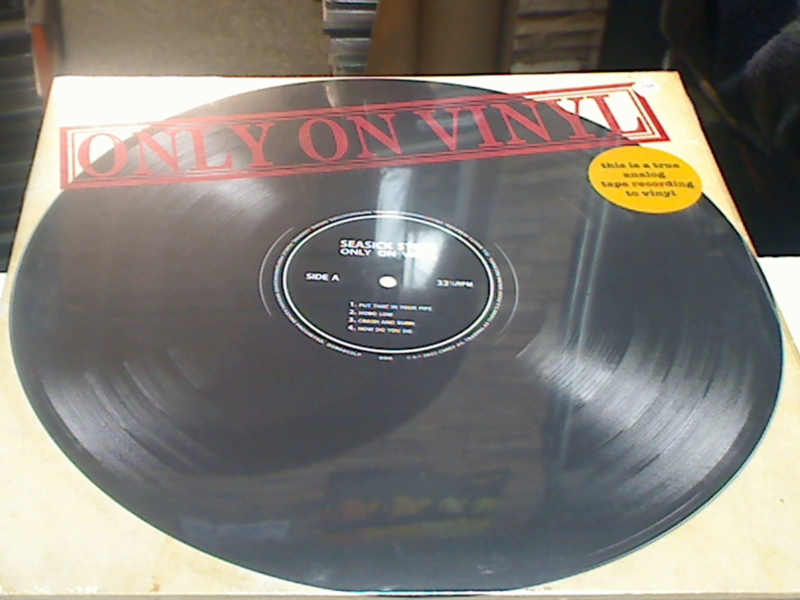 ONLY ON VINYL
this is a true
analog
tape recording
to vinyl
SEASICK
ONLY ON
SIDE A
33⅓RPM
1. PUT THAT IN YOUR PIPE
2. HOBO LOW
3. CRASH AND BURN
4. HOW DO YOU DO